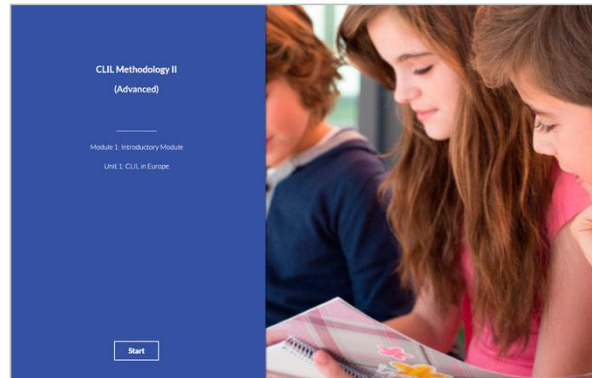 CLIL Methodology II
(Advanced)
Module 1: Introductory Module
Unit 1: CLIL in Europe
Start